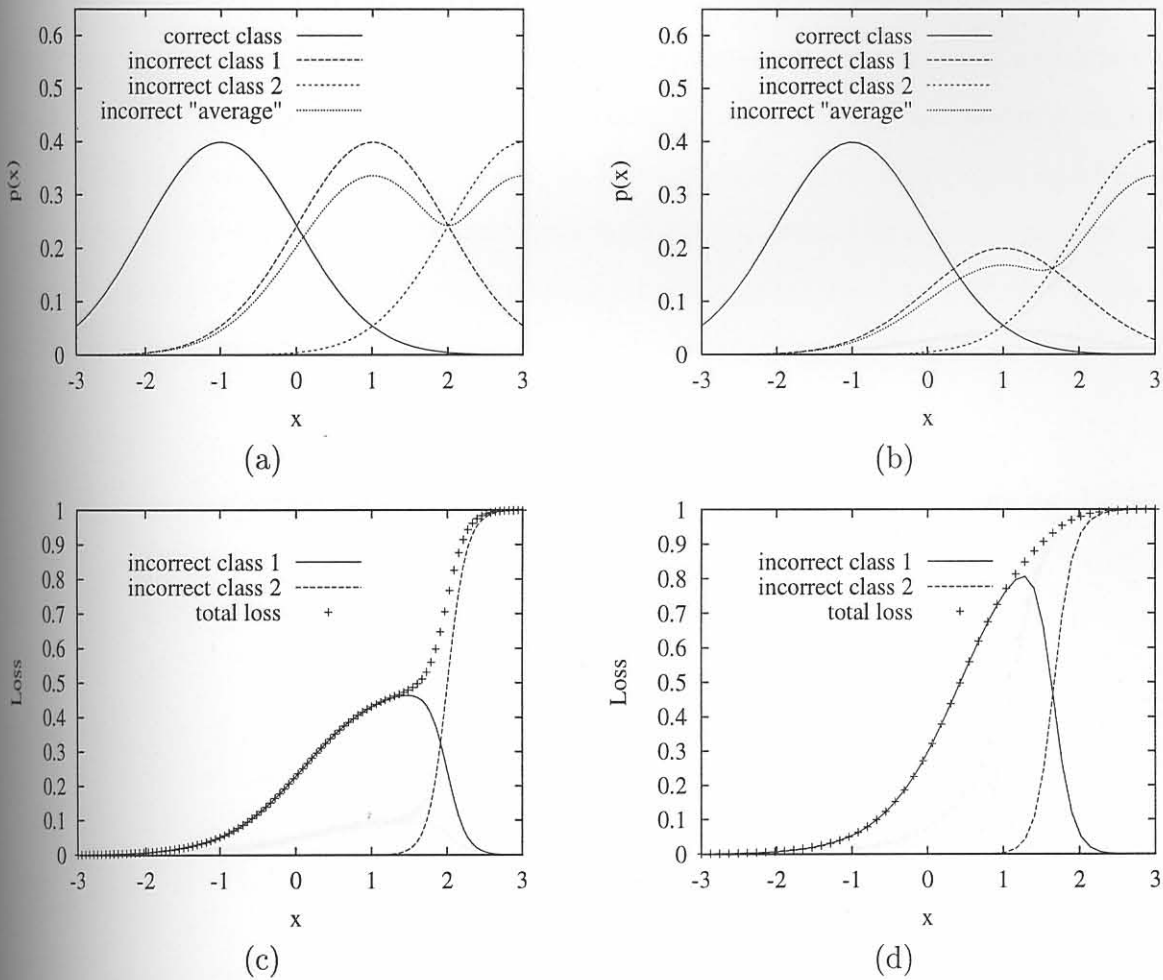 0.6
0.5
0.4
0.3
0.2
0.1
0
p(x)
correct class
incorrect class 1
incorrect class 2
incorrect "average"
-3 -2 -1 0 1 2 3
x
(a)
0.6
0.5
0.4
0.3
0.2
0.1
0
p(x)
correct class
incorrect class 1
incorrect class 2
incorrect "average"
-3 -2 -1 0 1 2 3
x
(b)
1
0.9
0.8
0.7
0.6
0.5
0.4
0.3
0.2
0.1
0
Loss
incorrect class 1
incorrect class 2
total loss
-3 -2 -1 0 1 2 3
x
(c)
1
0.9
0.8
0.7
0.6
0.5
0.4
0.3
0.2
0.1
0
Loss
incorrect class 1
incorrect class 2
total loss
-3 -2 -1 0 1 2 3
x
(d)